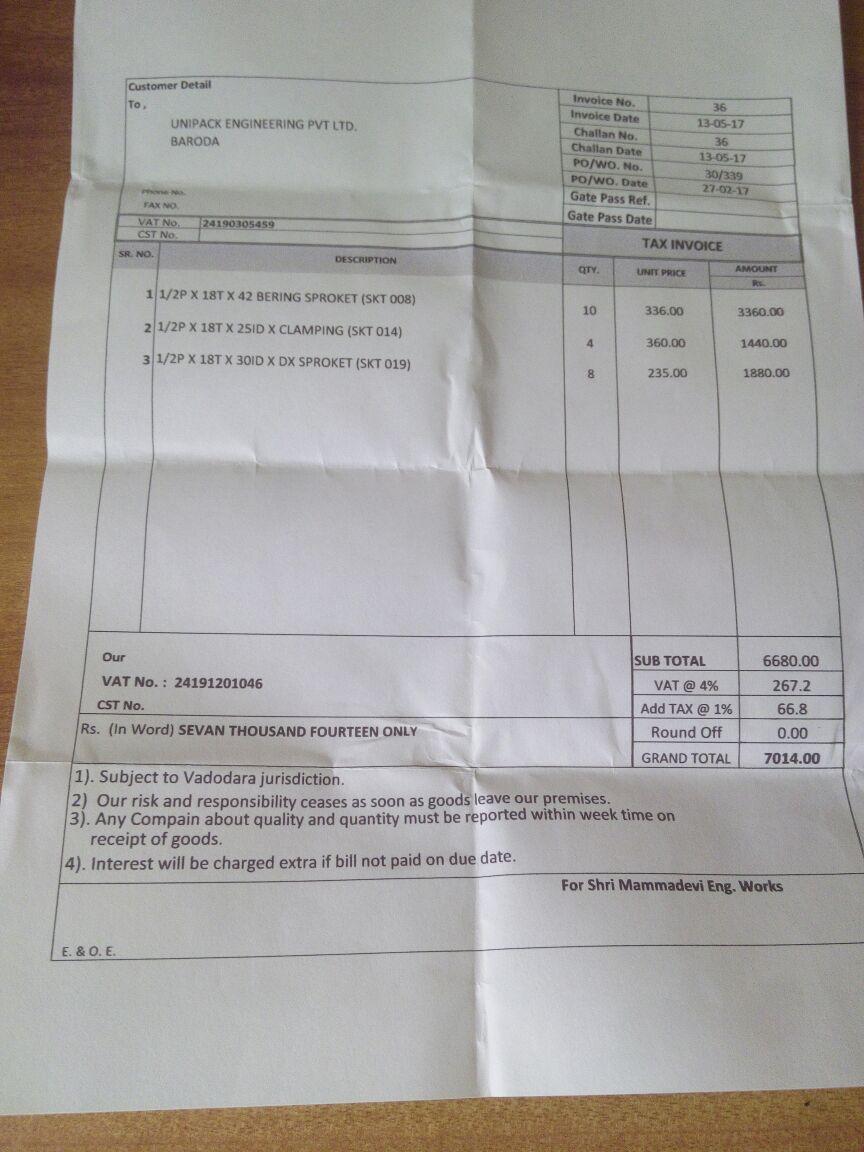 Customer Detail
To,
UNIPACK ENGINEERING PVT LTD.
BARODA
Phone No.
FAX NO.
VAT No. 24190305459
CST No.
Invoice No. 36
Invoice Date 13-05-17
Challan No. 36
Challan Date 13-05-17
PO/WO. No. 30/339
PO/WO. Date 27-02-17
Gate Pass Ref.
Gate Pass Date
TAX INVOICE
SR. NO. DESCRIPTION QTY. UNIT PRICE AMOUNT
Rs.
1 1/2P X 18T X 42 BERING SPROKET (SKT 008) 10 336.00 3360.00
2 1/2P X 18T X 25ID X CLAMPING (SKT 014) 4 360.00 1440.00
3 1/2P X 18T X 30ID X DX SPROKET (SKT 019) 8 235.00 1880.00
Our
VAT No. : 24191201046
CST No.
SUB TOTAL 6680.00
VAT @ 4% 267.2
Add TAX @ 1% 66.8
Rs. (In Word) SEVAN THOUSAND FOURTEEN ONLY
Round Off 0.00
GRAND TOTAL 7014.00
1). Subject to Vadodara jurisdiction.
2) Our risk and responsibility ceases as soon as goods leave our premises.
3). Any Compain about quality and quantity must be reported within week time on
receipt of goods.
4). Interest will be charged extra if bill not paid on due date.
For Shri Mammadevi Eng. Works
E. & O. E.